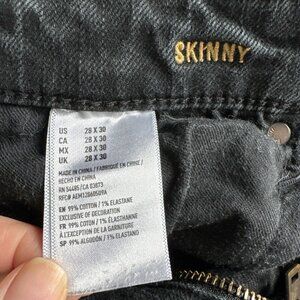 SKINNY
US 28 X 30
CA 28 X 30
MX 28 X 30
UK 28 X 30
MADE IN CHINA / FABRIQUÉ EN CHINE /
HECHO EN CHINA
RN 54485/CA 03873
EN 99% COTTON / 1% ELASTANE
EXCLUSIVE OF DECORATION
FR 99% COTON / 1% ÉLASTHANNE
À L'EXCEPTION DE LA GARNITURE
SP 99% ALGODÓN / 1% ELASTANO